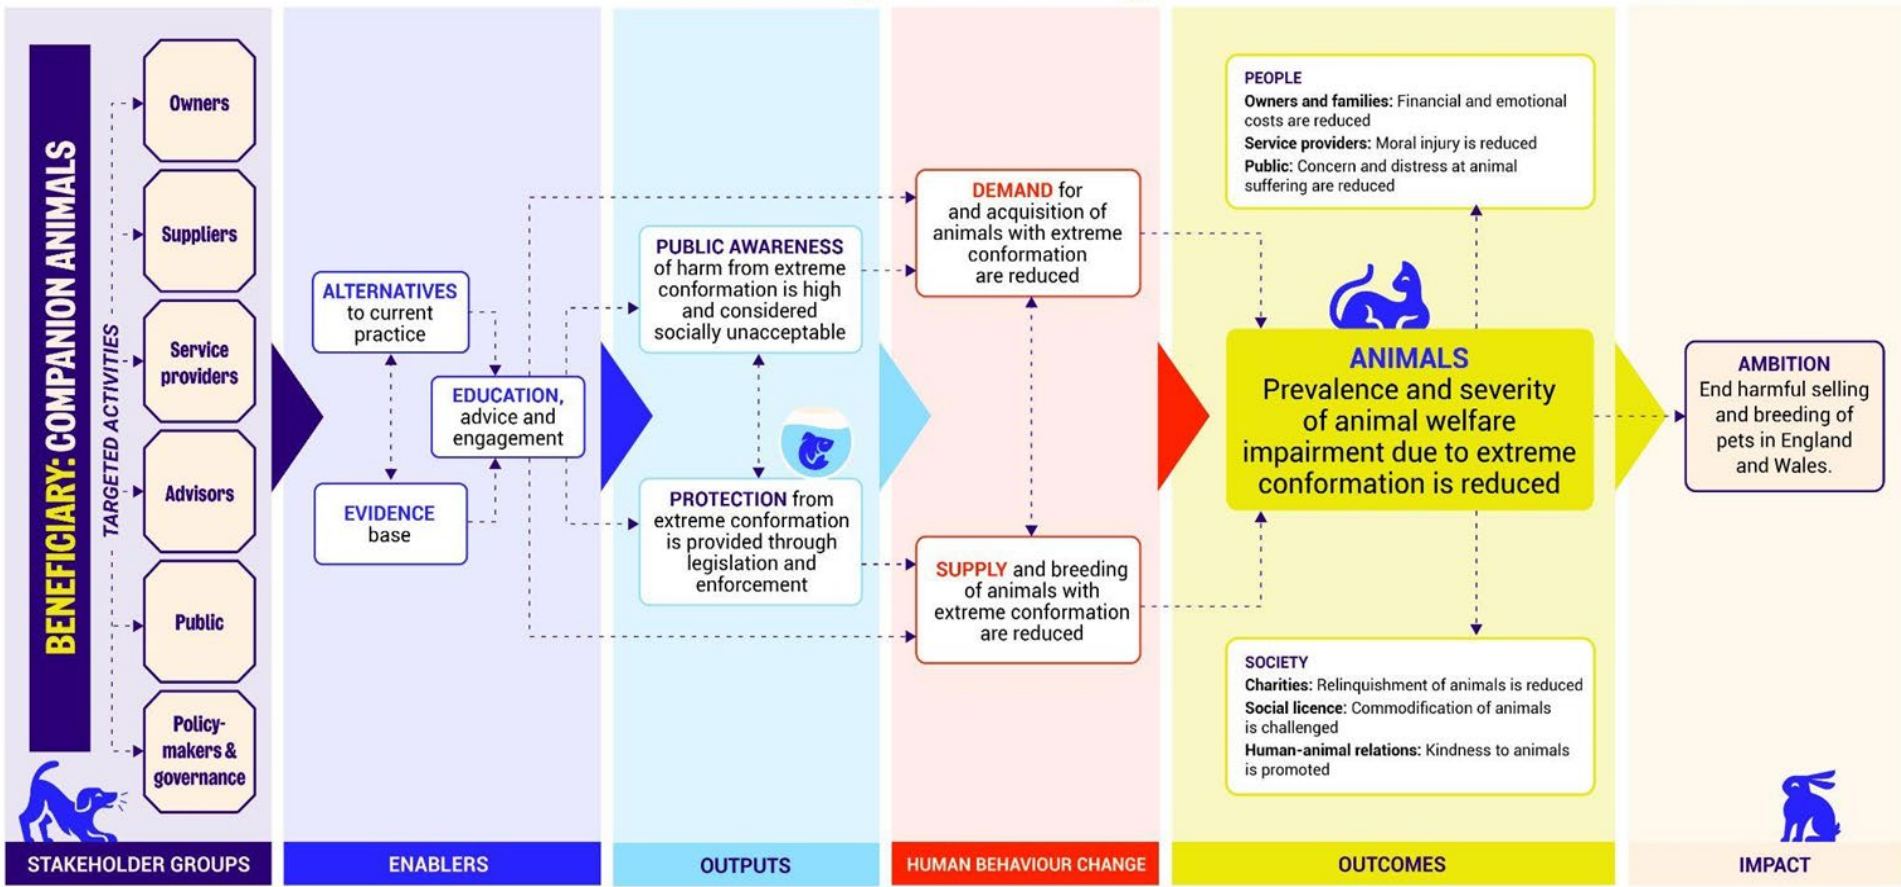 BENEFICIARY: COMPANION ANIMALS
TARGETED ACTIVITIES
Owners
Suppliers
Service
providers
Advisors
Public
Policy-
makers &
governance
STAKEHOLDER GROUPS
ALTERNATIVES
to current
practice
EDUCATION,
advice and
engagement
EVIDENCE
base
ENABLERS
PUBLIC AWARENESS
of harm from extreme
conformation is high
and considered
socially unacceptable
PROTECTION from
extreme conformation
is provided through
legislation and
enforcement
OUTPUTS
DEMAND for
and acquisition of
animals with extreme
conformation
are reduced
SUPPLY and breeding
of animals with
extreme conformation
are reduced
HUMAN BEHAVIOUR CHANGE
PEOPLE
Owners and families: Financial and emotional
costs are reduced
Service providers: Moral injury is reduced
Public: Concern and distress at animal
suffering are reduced
ANIMALS
Prevalence and severity
of animal welfare
impairment due to extreme
conformation is reduced
SOCIETY
Charities: Relinquishment of animals is reduced
Social licence: Commodification of animals
is challenged
Human-animal relations: Kindness to animals
is promoted
OUTCOMES
AMBITION
End harmful selling
and breeding of
pets in England
and Wales.
IMPACT